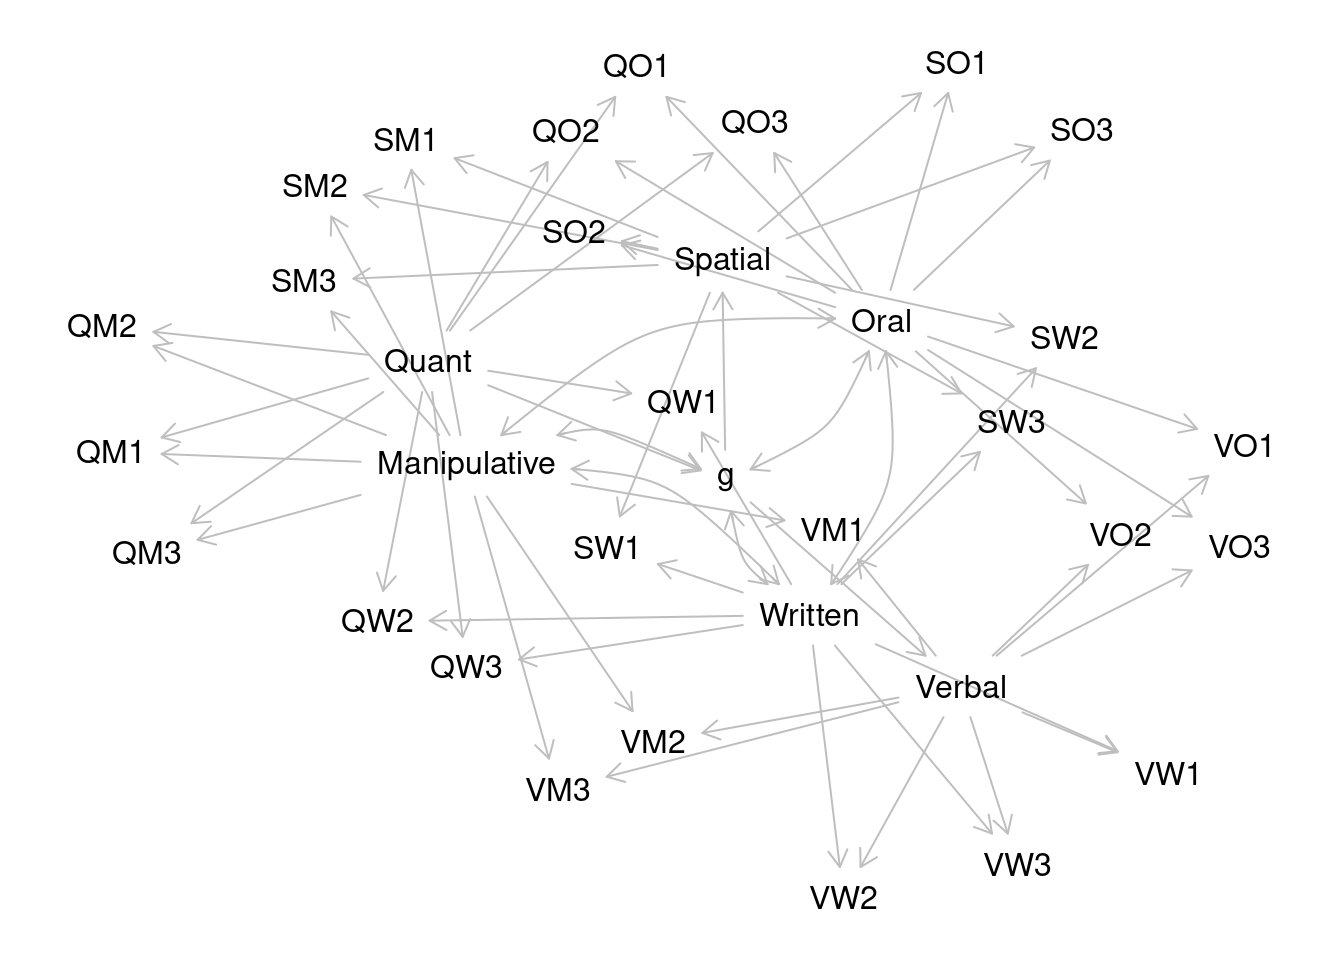 SO1
QO1
QO3
SO3
QO2
SM1
SM2
SO2
Spatial
SM3
Oral
QM2
SW2
Quant
QW1
SW3
VO1
QM1
Manipulative
g
VM1
VO2
VO3
SW1
QM3
Written
QW2
QW3
Verbal
VM2
VW1
VM3
VW3
VW2